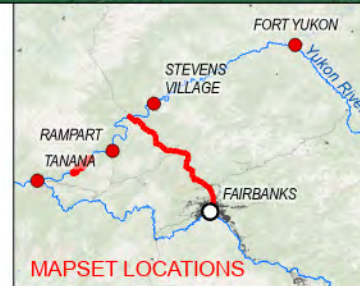 FORT YUKON
Yukon River
STEVENS
VILLAGE
RAMPART
TANANA
FAIRBANKS
MAPSET LOCATIONS